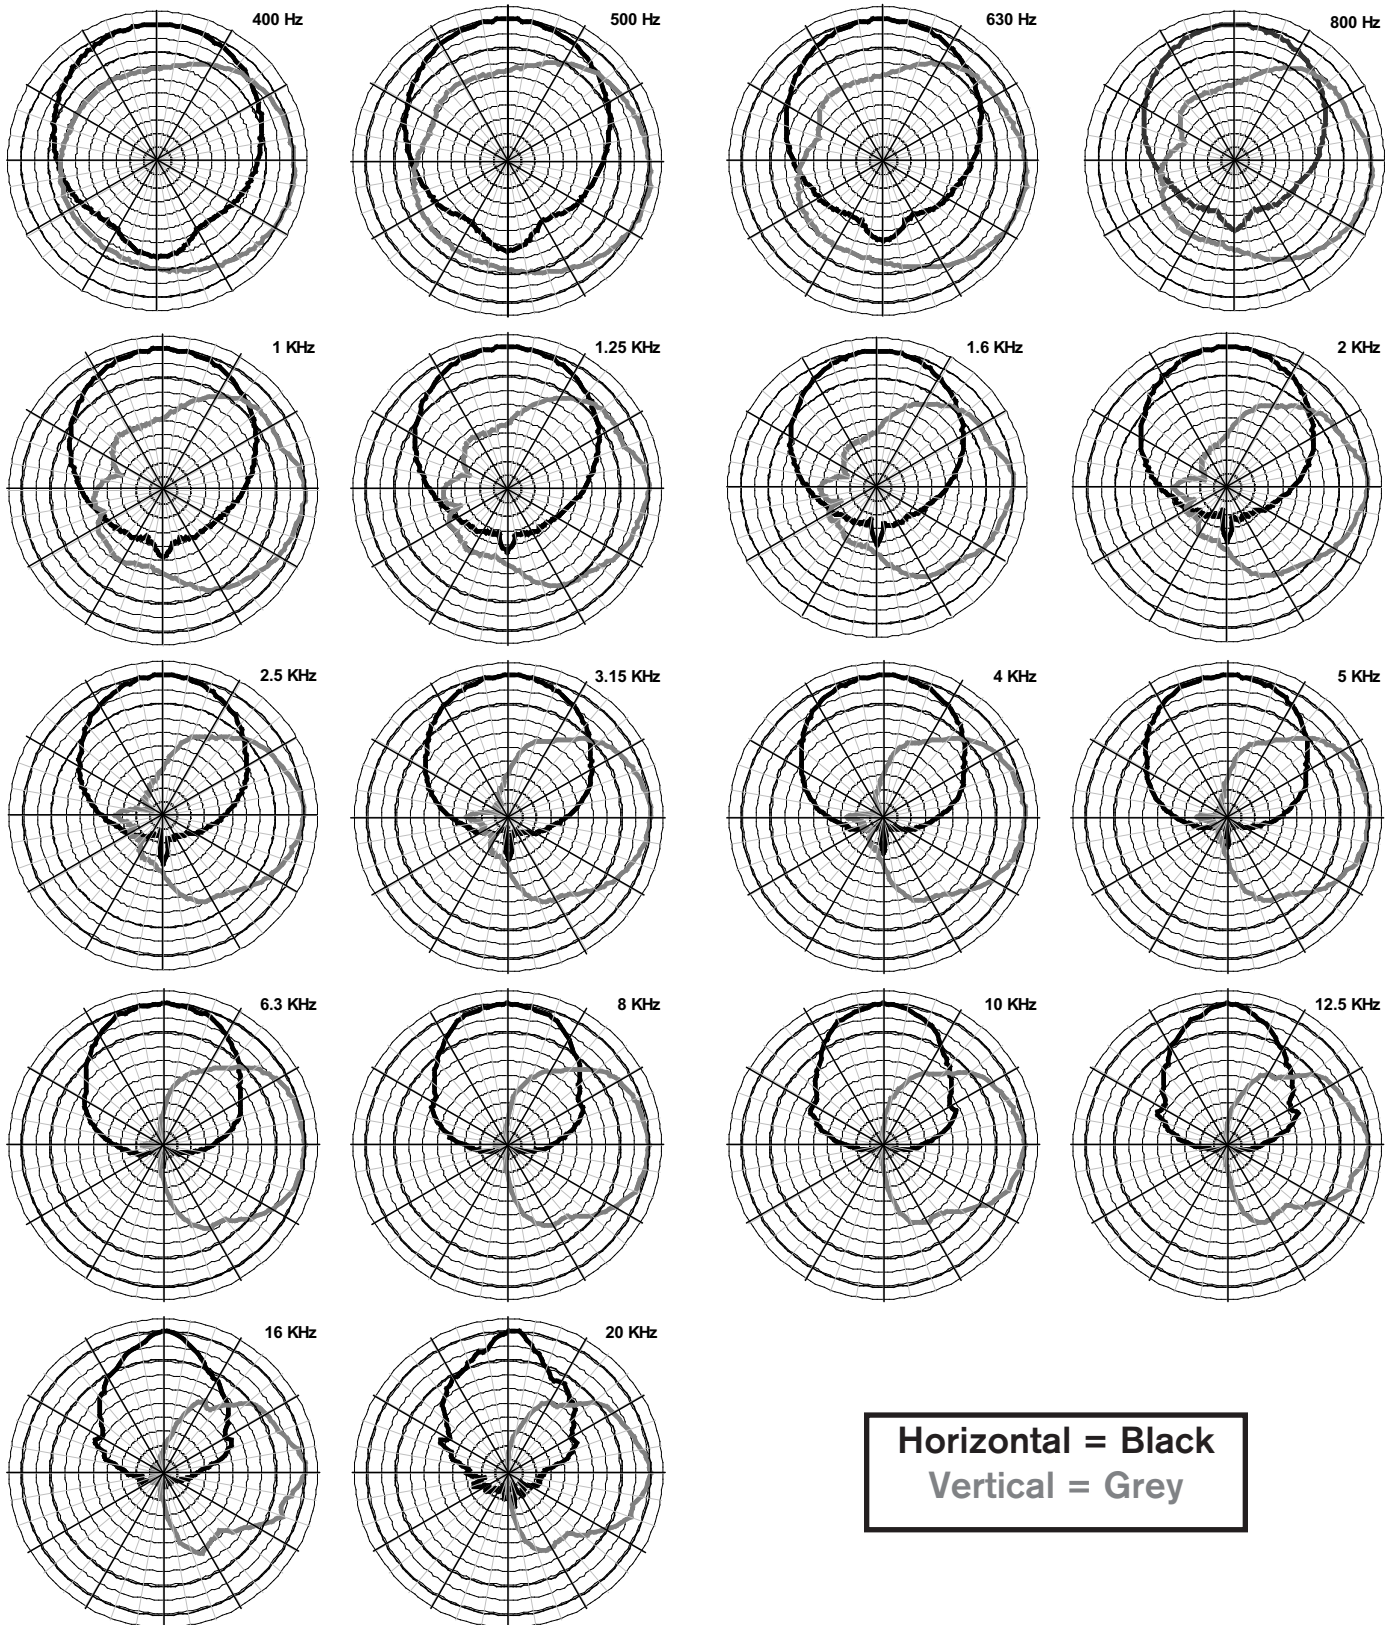 400 Hz
500 Hz
630 Hz
800 Hz
1 KHz
1.25 KHz
1.6 KHz
2 KHz
2.5 KHz
3.15 KHz
4 KHz
5 KHz
6.3 KHz
8 KHz
10 KHz
12.5 KHz
16 KHz
20 KHz
Horizontal = Black
Vertical = Grey